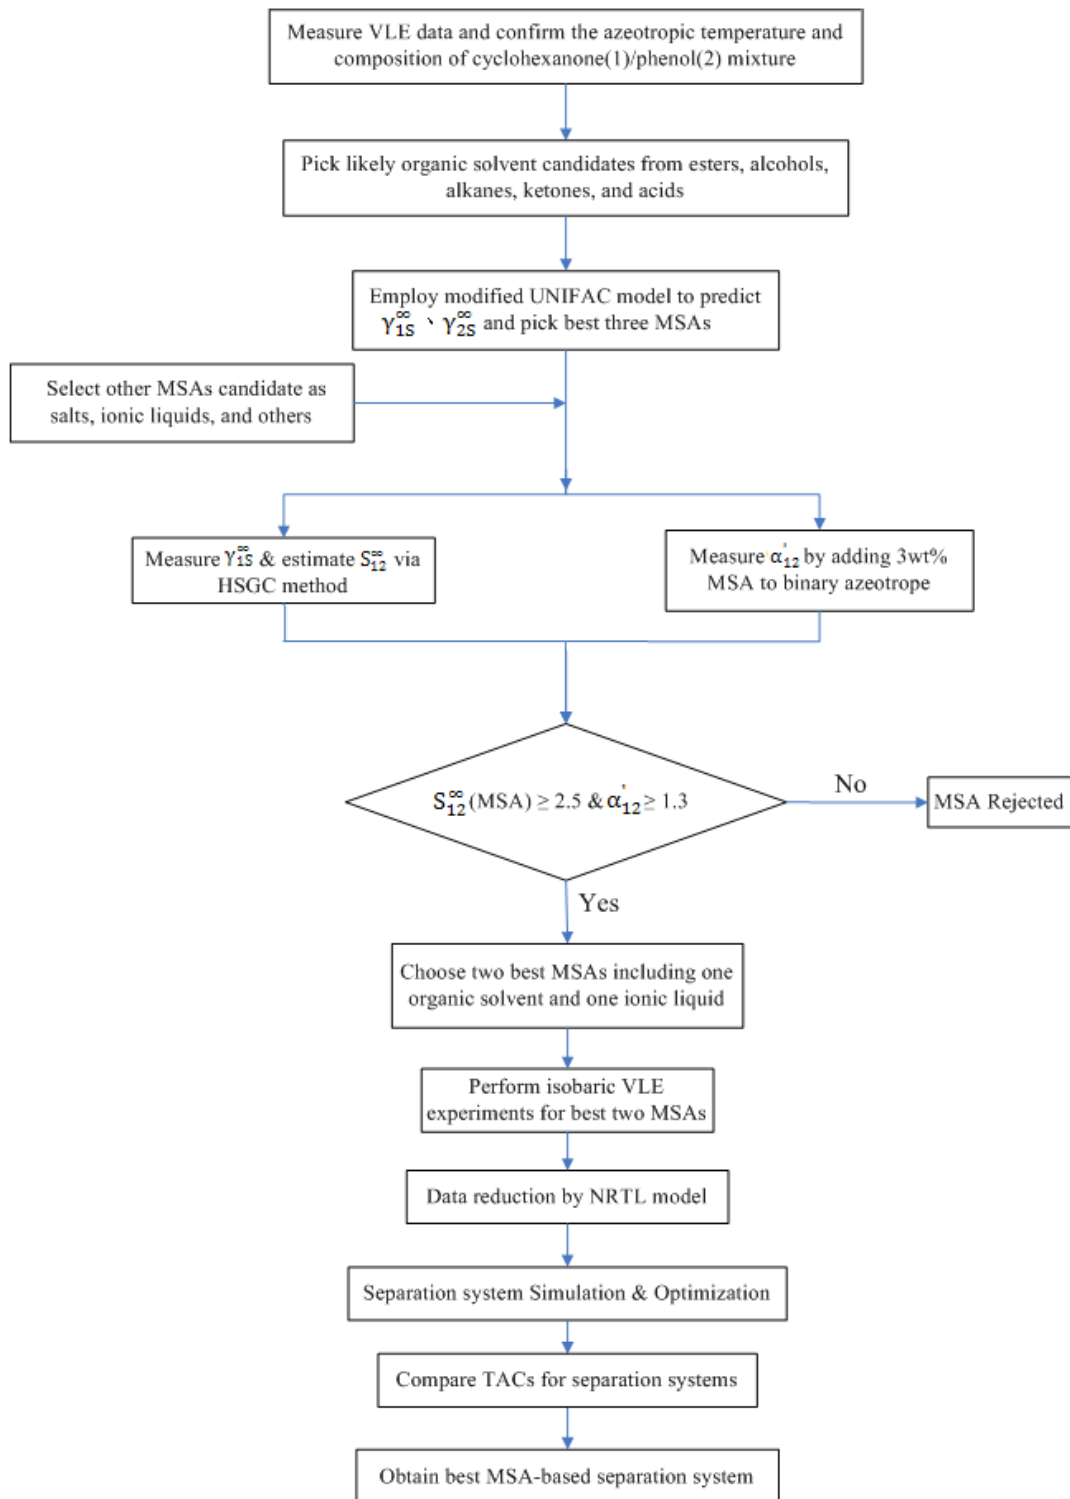 Measure VLE data and confirm the azeotropic temperature and
composition of cyclohexanone(1)/phenol(2) mixture
Pick likely organic solvent candidates from esters, alcohols,
alkanes, ketones, and acids
Employ modified UNIFAC model to predict
γ₁S^∞、γ₂S^∞ and pick best three MSAs
Select other MSAs candidate as
salts, ionic liquids, and others
Measure γ₁S^∞ & estimate S₁₂^∞ via
HSGC method
Measure α₁₂' by adding 3wt%
MSA to binary azeotrope
S₁₂^∞(MSA) ≥ 2.5 & α₁₂' ≥ 1.3
No
MSA Rejected
Yes
Choose two best MSAs including one
organic solvent and one ionic liquid
Perform isobaric VLE
experiments for best two MSAs
Data reduction by NRTL model
Separation system Simulation & Optimization
Compare TACs for separation systems
Obtain best MSA-based separation system